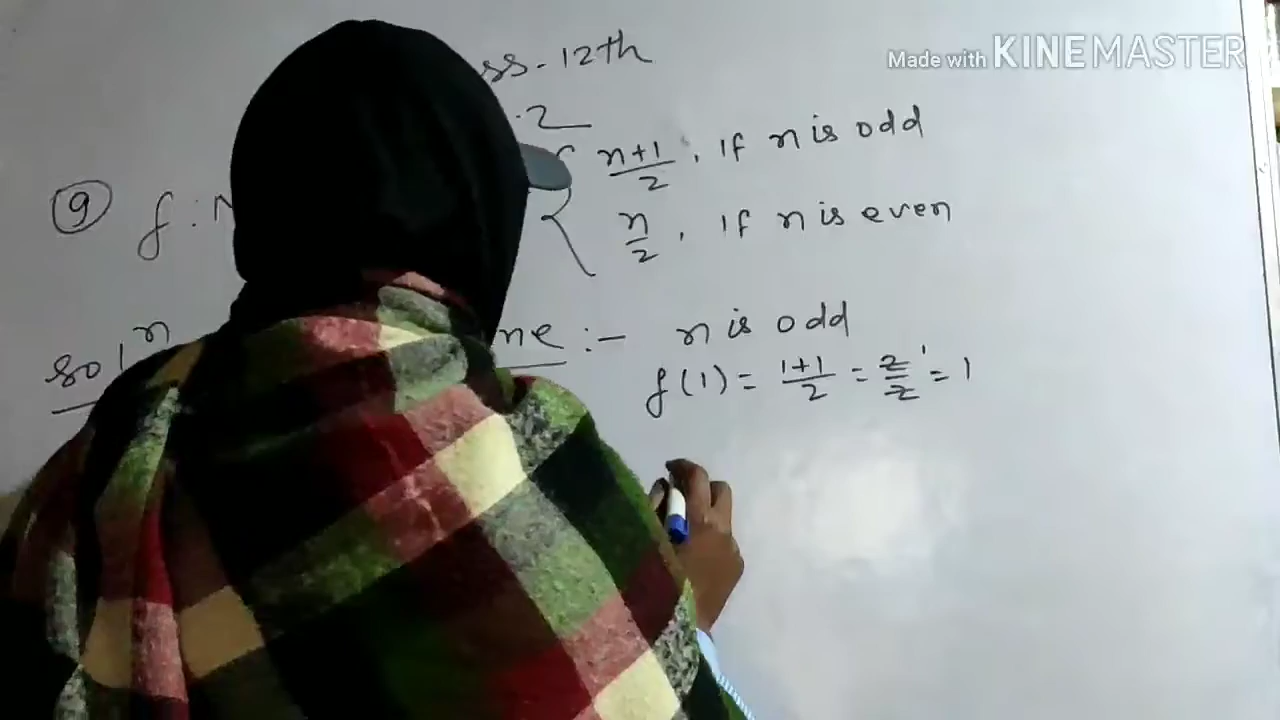 Made with KINEMASTER
ss-12th
.2
9 f: N { n+1/2, if n is odd
n/2, if n is even
Solⁿ ne :- n is odd
f(1) = 1+1/2 = 2/2 ' = 1